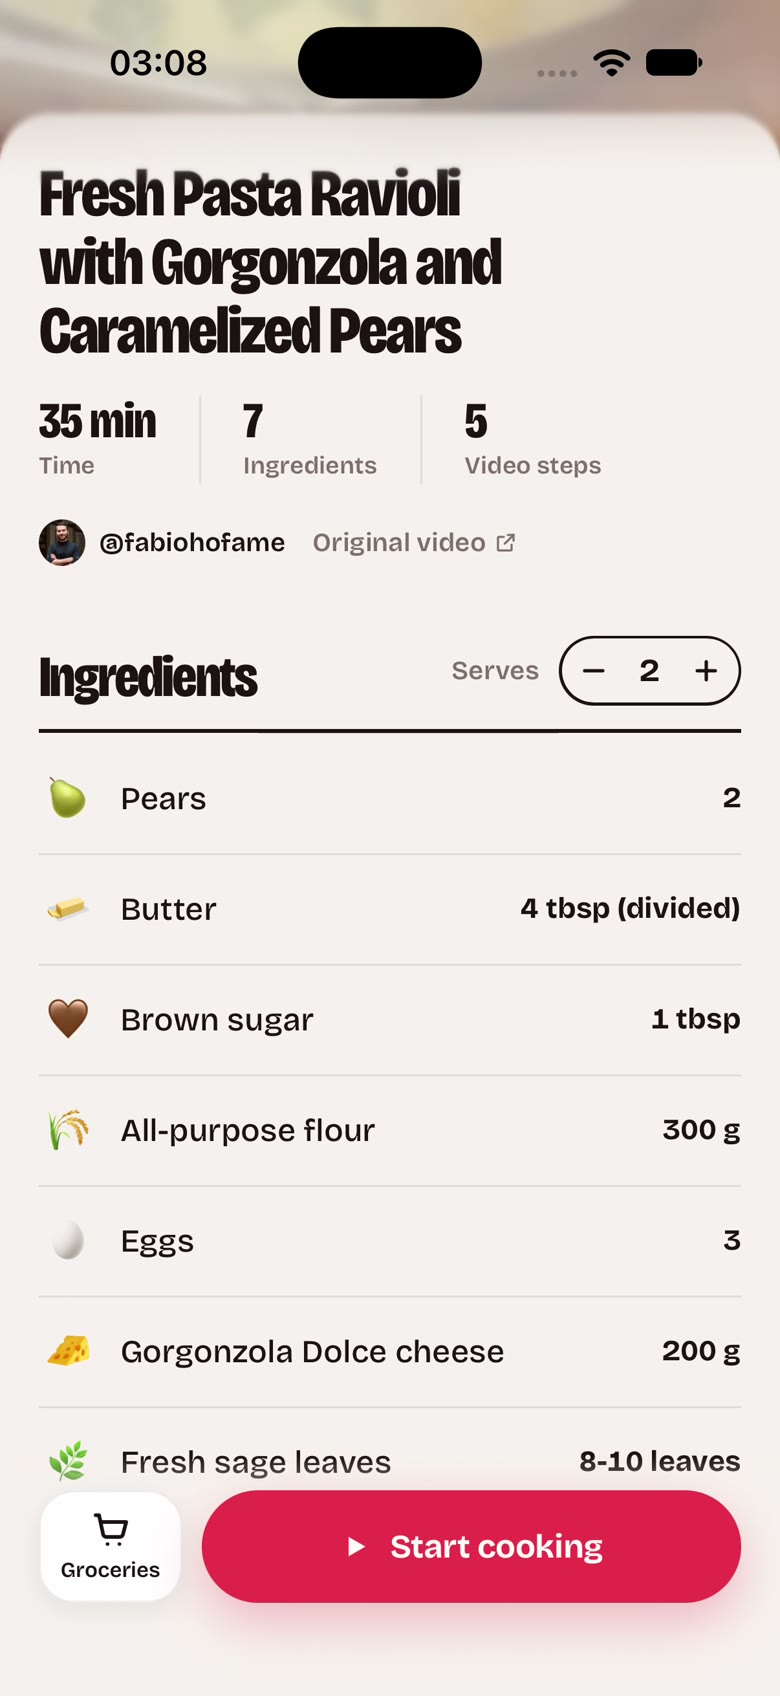 03:08
Fresh Pasta Ravioli
with Gorgonzola and
Caramelized Pears
35 min
Time
7
Ingredients
5
Video steps
@fabiohofame Original video
Ingredients
Serves − 2 +
Pears 2
Butter 4 tbsp (divided)
Brown sugar 1 tbsp
All-purpose flour 300 g
Eggs 3
Gorgonzola Dolce cheese 200 g
Fresh sage leaves 8-10 leaves
Groceries
Start cooking